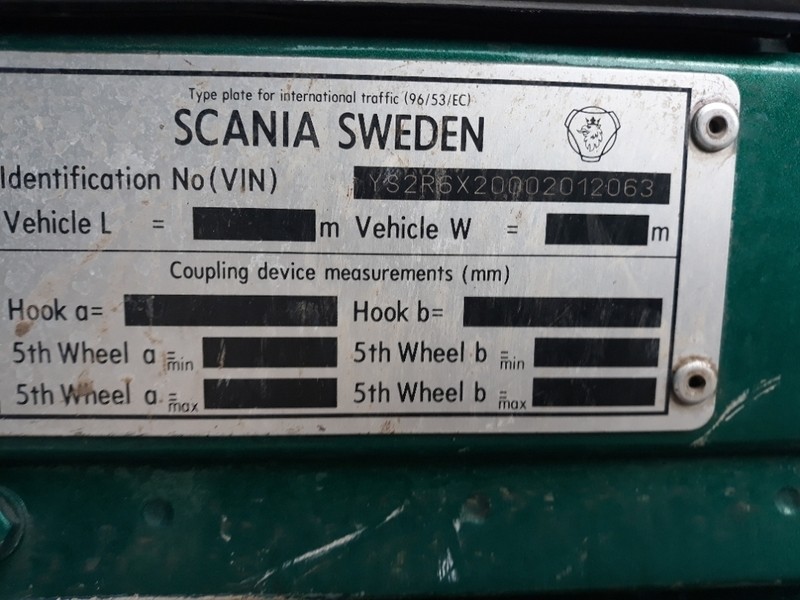 Type plate for international traffic (96/53/EC)
SCANIA SWEDEN
Identification No(VIN) YS2R6X20002012063
Vehicle L = m Vehicle W = m
Coupling device measurements (mm)
Hook a= Hook b=
5th Wheel a =min 5th Wheel b =min
5th Wheel a =max 5th Wheel b =max